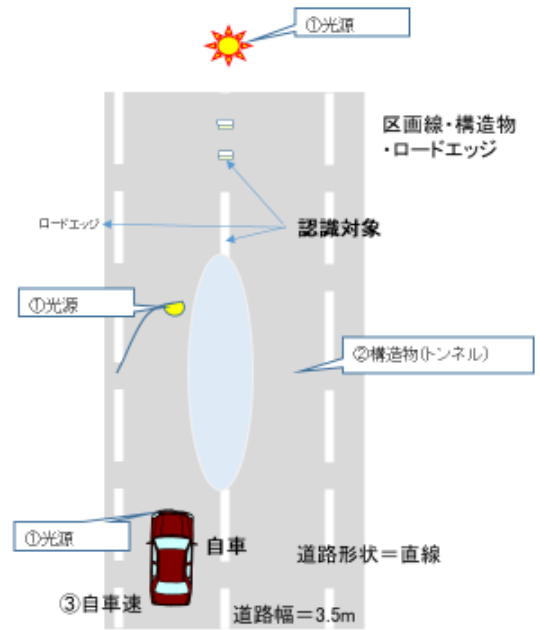 ①光源
区画線・構造物
・ロードエッジ
ロードエッジ
認識対象
①光源
②構造物(トンネル)
①光源
自車
道路形状＝直線
③自車速
道路幅＝3.5m